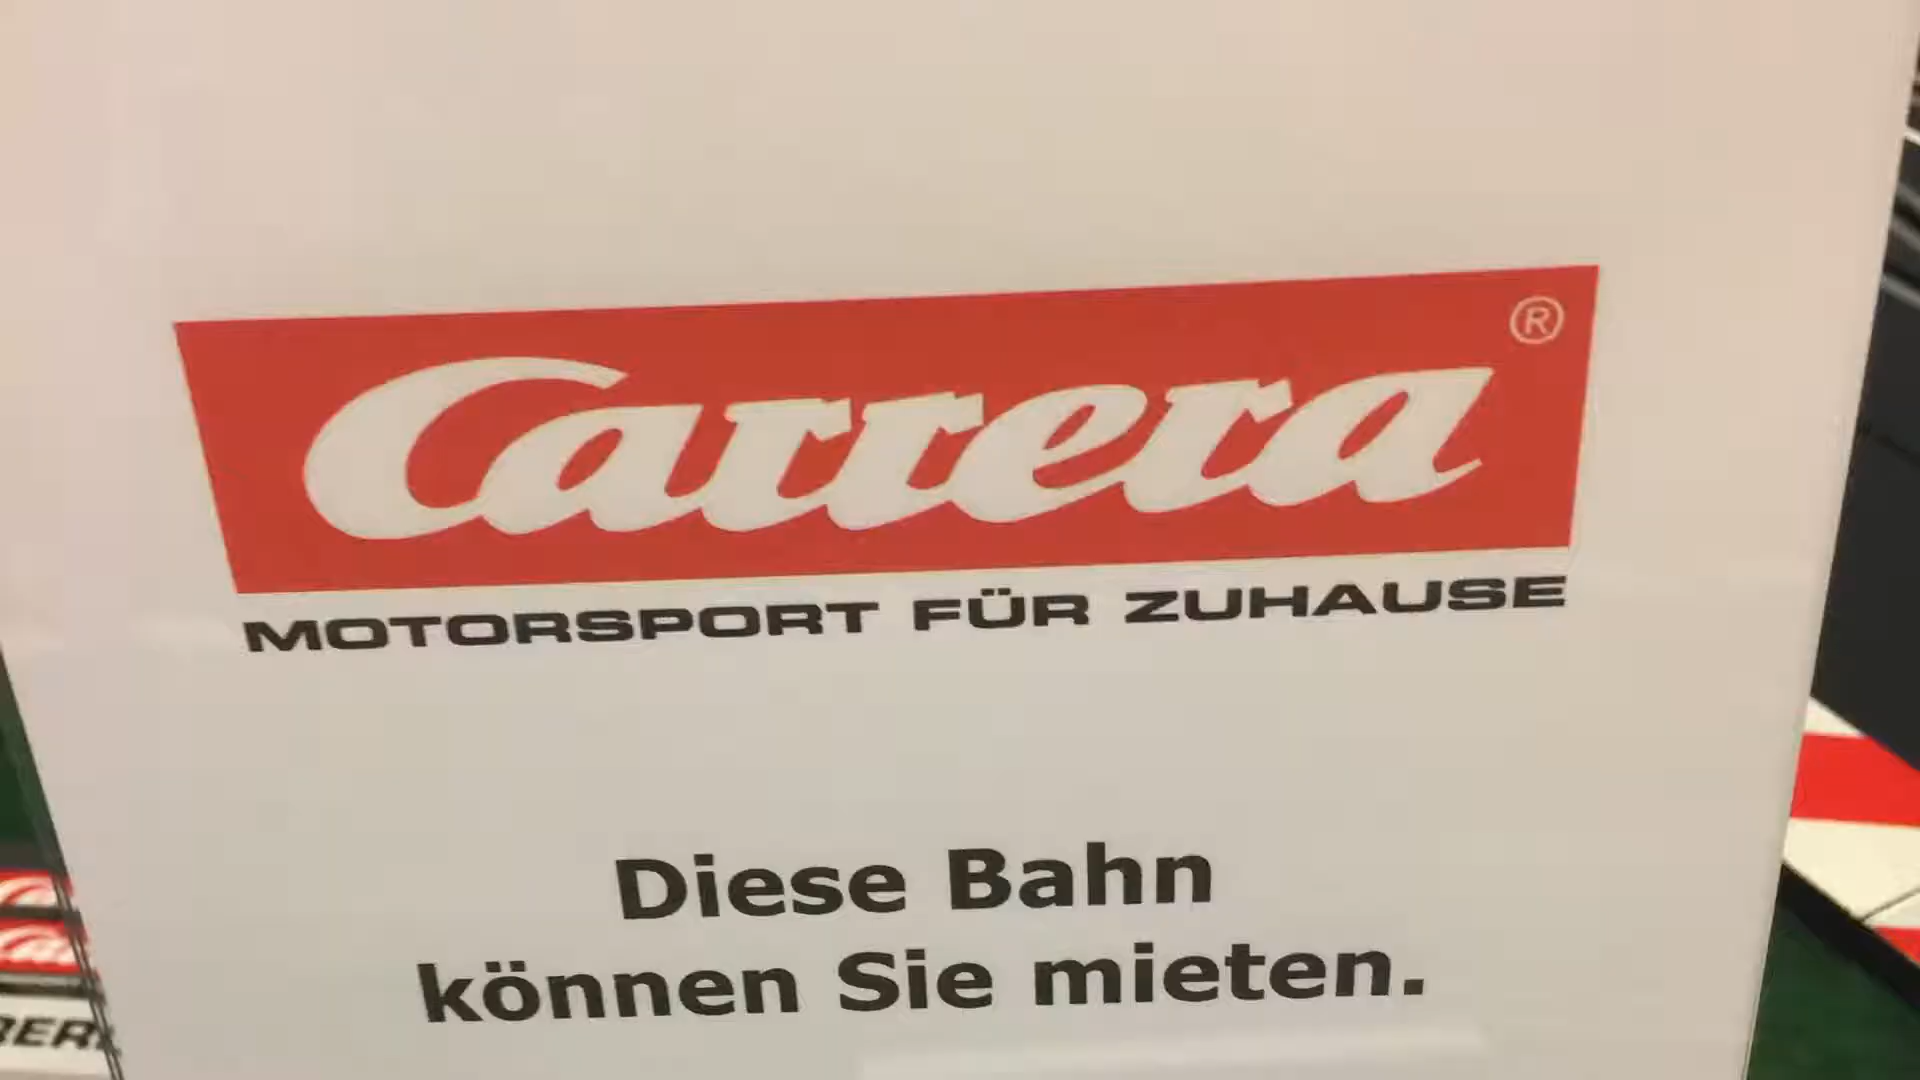 Carrera®
MOTORSPORT FÜR ZUHAUSE
Diese Bahn
können Sie mieten.